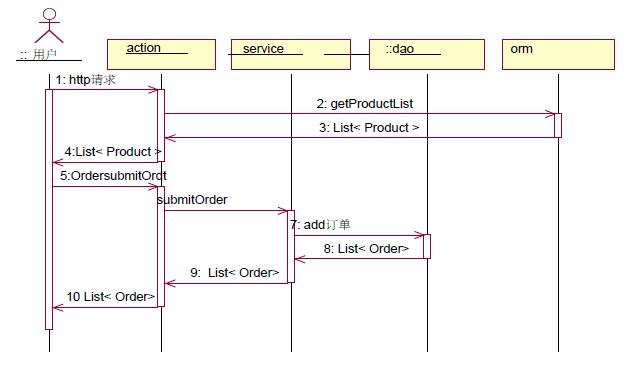 :: 用户
action
service
::dao
orm
1: http请求
2: getProductList
3: List< Product >
4:List< Product >
5:OrdersubmitOrdt
submitOrder
7: add订单
8: List< Order>
9: List< Order>
10 List< Order>